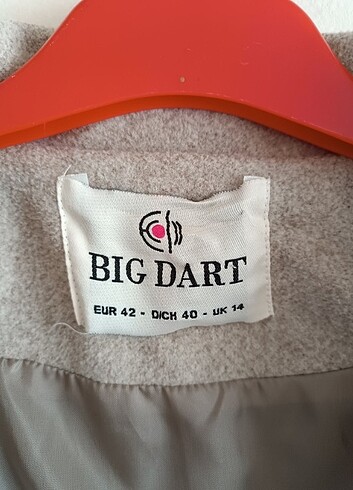 BIG DART
EUR 42 - D/CH 40 - UK 14